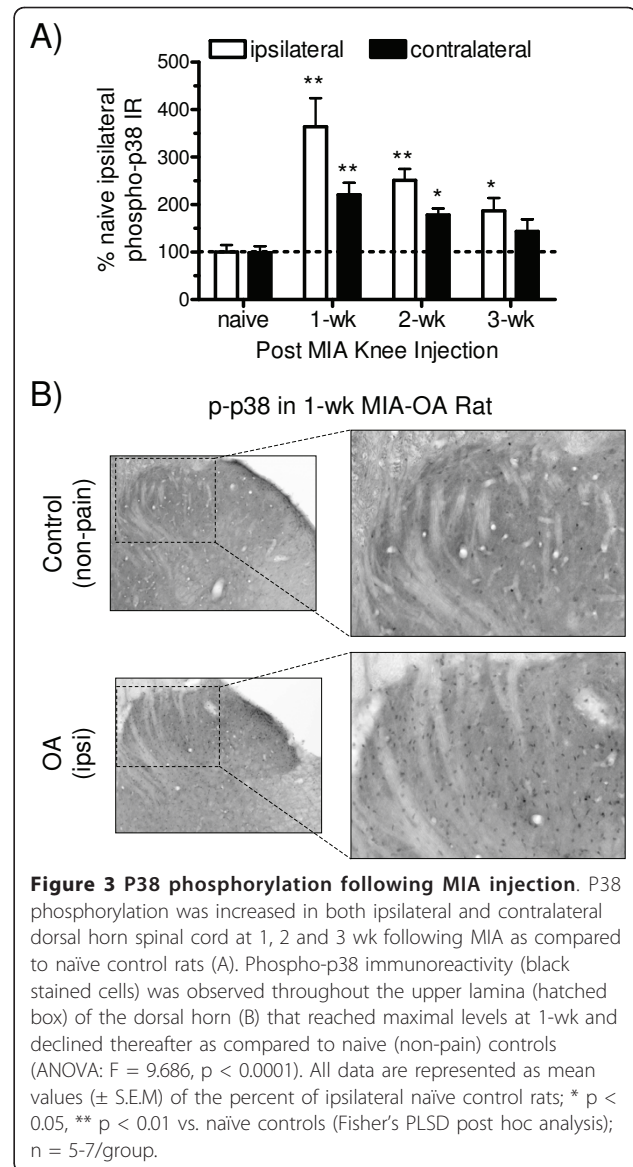 A)
ipsilateral contralateral
% naive ipsilateral
phospho-p38 IR
500
400
300
200
100
0
**
**
**
*
*
naive 1-wk 2-wk 3-wk
Post MIA Knee Injection
B)
p-p38 in 1-wk MIA-OA Rat
Control
(non-pain)
OA
(ipsi)
Figure 3 P38 phosphorylation following MIA injection. P38
phosphorylation was increased in both ipsilateral and contralateral
dorsal horn spinal cord at 1, 2 and 3 wk following MIA as compared
to naïve control rats (A). Phospho-p38 immunoreactivity (black
stained cells) was observed throughout the upper lamina (hatched
box) of the dorsal horn (B) that reached maximal levels at 1-wk and
declined thereafter as compared to naive (non-pain) controls
(ANOVA: F = 9.686, p < 0.0001). All data are represented as mean
values (± S.E.M) of the percent of ipsilateral naïve control rats; * p <
0.05, ** p < 0.01 vs. naïve controls (Fisher's PLSD post hoc analysis);
n = 5-7/group.